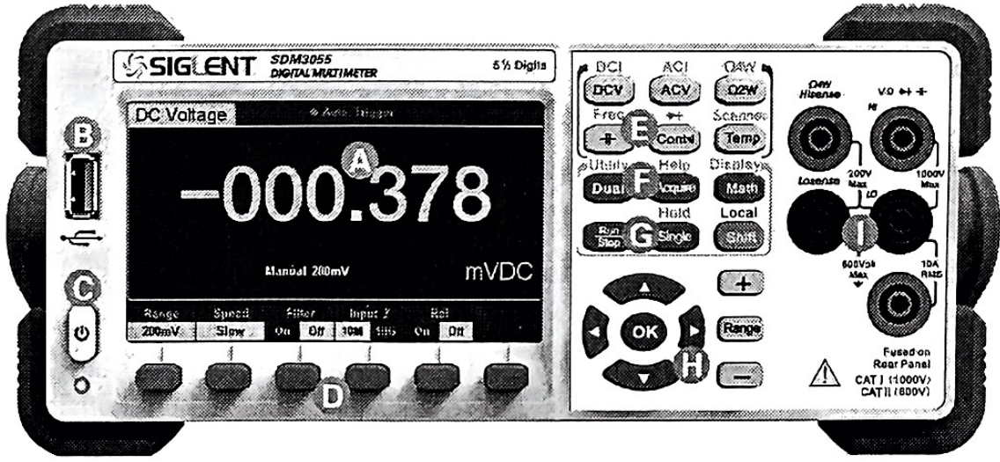 SIGLENT SDM3055
DIGITAL MULTIMETER
5½ Digits
DC Voltage
Auto Trigger
A
-000.378
Manual 200mV
mVDC
Range Speed Filter Input Z Rel
200mV Slow On Off 10M On Off
B
C
D
DCI ACI Ω4W
DCV ACV Ω2W
Freq Scanner
E
Cont Temp
Utility Help Display
Dual F Acquire Math
Hold Local
Run
Stop
G Single Shift
+
OK
Range
H
−
Ω4W
Hisense
VΩ
HI
200V
Max
1000V
Max
Losense
LO
I
500Vpk
Max
10A
RMS
Fused on
Rear Panel
CAT I (1000V)
CAT II (600V)